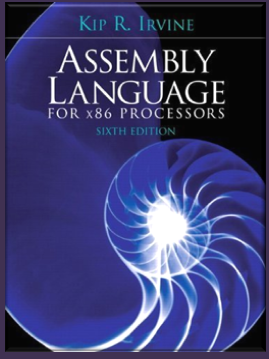 KIP R. IRVINE
ASSEMBLY
LANGUAGE
FOR x86 PROCESSORS
SIXTH EDITION